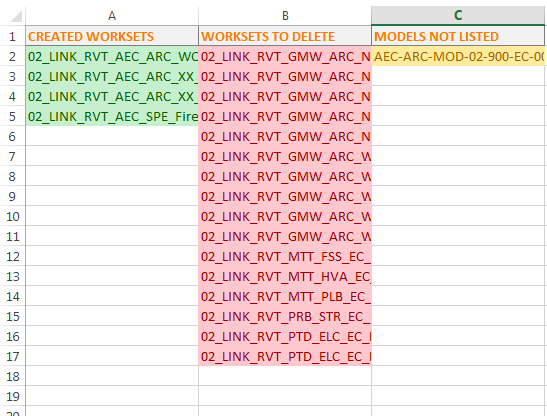 A B C
1 CREATED WORKSETS WORKSETS TO DELETE MODELS NOT LISTED
2 02_LINK_RVT_AEC_ARC_WC 02_LINK_RVT_GMW_ARC_N AEC-ARC-MOD-02-900-EC-00
3 02_LINK_RVT_AEC_ARC_XX_ 02_LINK_RVT_GMW_ARC_N
4 02_LINK_RVT_AEC_ARC_XX_ 02_LINK_RVT_GMW_ARC_N
5 02_LINK_RVT_AEC_SPE_Fire 02_LINK_RVT_GMW_ARC_N
6 02_LINK_RVT_GMW_ARC_N
7 02_LINK_RVT_GMW_ARC_W
8 02_LINK_RVT_GMW_ARC_W
9 02_LINK_RVT_GMW_ARC_W
10 02_LINK_RVT_GMW_ARC_W
11 02_LINK_RVT_GMW_ARC_W
12 02_LINK_RVT_MTT_FSS_EC_
13 02_LINK_RVT_MTT_HVA_EC_
14 02_LINK_RVT_MTT_PLB_EC_
15 02_LINK_RVT_PRB_STR_EC_
16 02_LINK_RVT_PTD_ELC_EC_
17 02_LINK_RVT_PTD_ELC_EC_
18
19
20